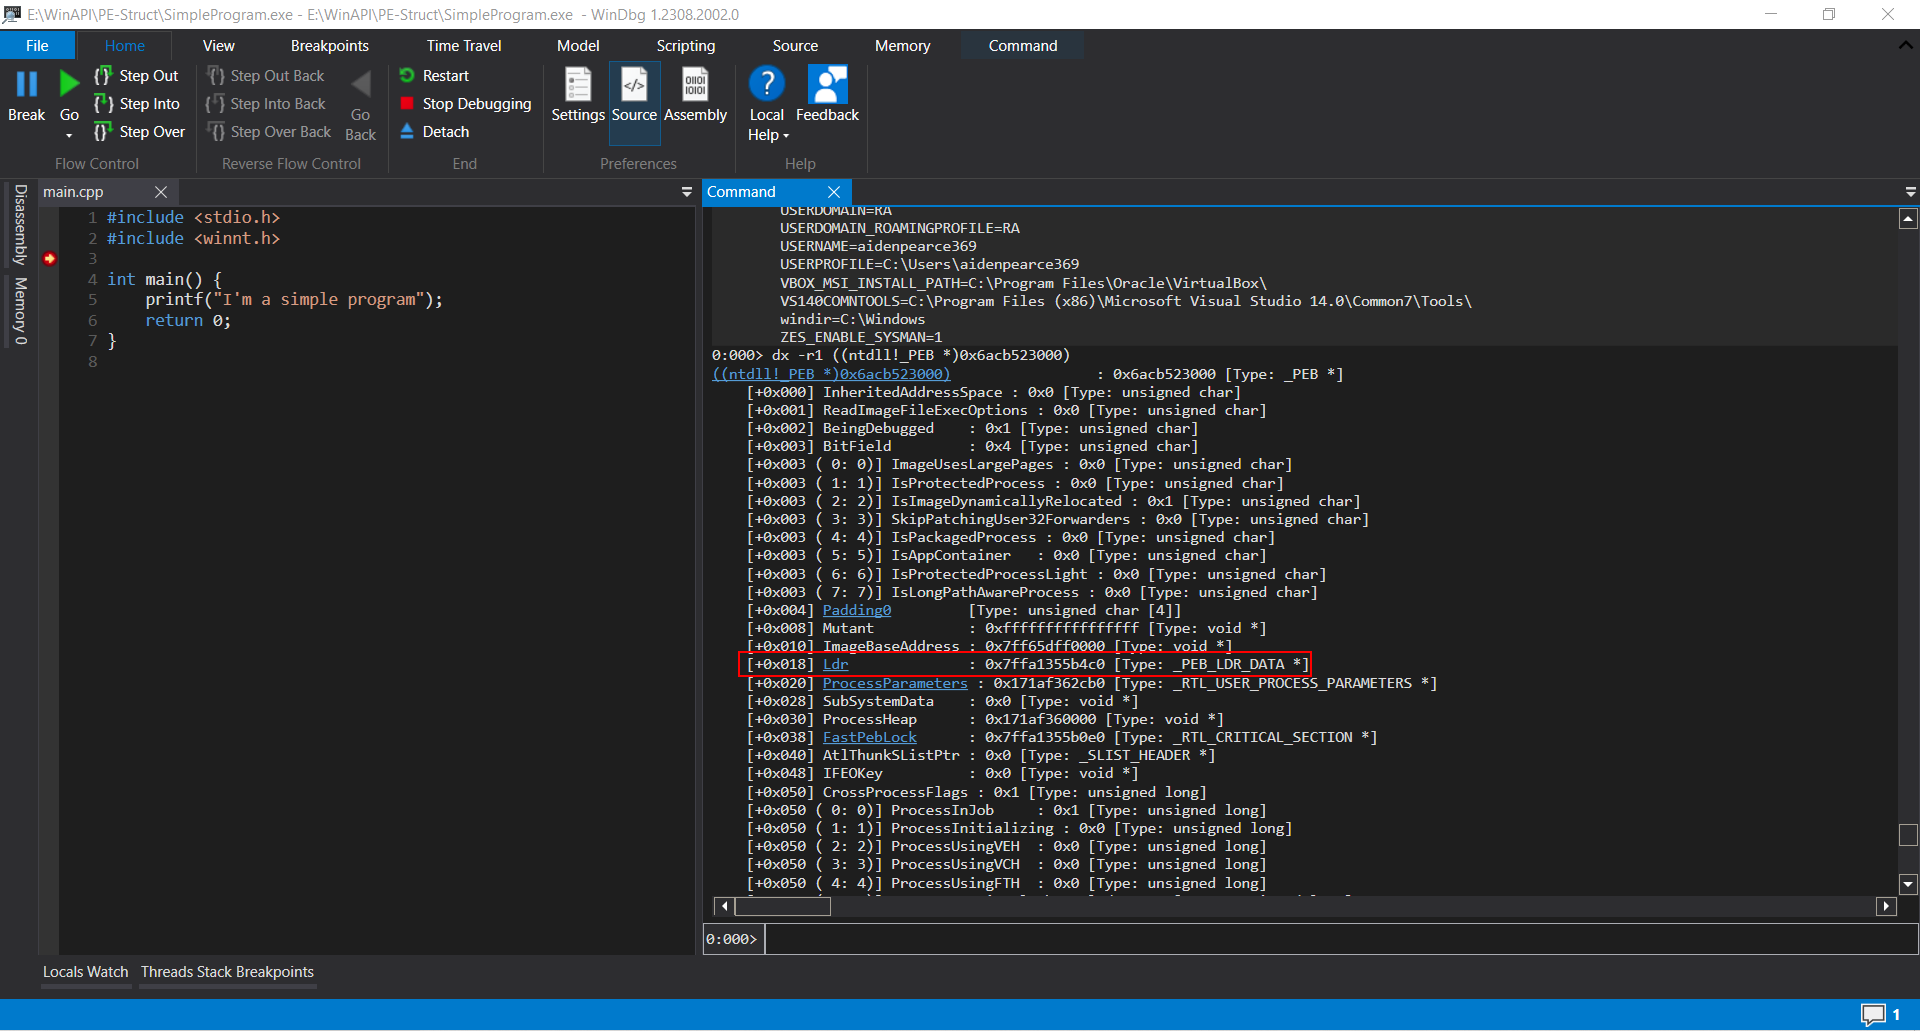 E:\WinAPI\PE-Struct\SimpleProgram.exe - E:\WinAPI\PE-Struct\SimpleProgram.exe  - WinDbg 1.2308.2002.0
File Home View Breakpoints Time Travel Model Scripting Source Memory Command
Break
Go
Step Out
Step Into
Step Over
Flow Control
Step Out Back
Step Into Back
Step Over Back
Go
Back
Reverse Flow Control
Restart
Stop Debugging
Detach
End
Settings
Source
Assembly
Preferences
Local
Help
Feedback
Help
Disassembly
Memory 0
main.cpp
1 #include <stdio.h>
2 #include <winnt.h>
3
4 int main() {
5     printf("I'm a simple program");
6     return 0;
7 }
8
Command
USERDOMAIN=RA
USERDOMAIN_ROAMINGPROFILE=RA
USERNAME=aidenpearce369
USERPROFILE=C:\Users\aidenpearce369
VBOX_MSI_INSTALL_PATH=C:\Program Files\Oracle\VirtualBox\
VS140COMNTOOLS=C:\Program Files (x86)\Microsoft Visual Studio 14.0\Common7\Tools\
windir=C:\Windows
ZES_ENABLE_SYSMAN=1
0:000> dx -r1 ((ntdll!_PEB *)0x6acb523000)
((ntdll!_PEB *)0x6acb523000)                 : 0x6acb523000 [Type: _PEB *]
[+0x000] InheritedAddressSpace : 0x0 [Type: unsigned char]
[+0x001] ReadImageFileExecOptions : 0x0 [Type: unsigned char]
[+0x002] BeingDebugged    : 0x1 [Type: unsigned char]
[+0x003] BitField         : 0x4 [Type: unsigned char]
[+0x003 ( 0: 0)] ImageUsesLargePages : 0x0 [Type: unsigned char]
[+0x003 ( 1: 1)] IsProtectedProcess : 0x0 [Type: unsigned char]
[+0x003 ( 2: 2)] IsImageDynamicallyRelocated : 0x1 [Type: unsigned char]
[+0x003 ( 3: 3)] SkipPatchingUser32Forwarders : 0x0 [Type: unsigned char]
[+0x003 ( 4: 4)] IsPackagedProcess : 0x0 [Type: unsigned char]
[+0x003 ( 5: 5)] IsAppContainer   : 0x0 [Type: unsigned char]
[+0x003 ( 6: 6)] IsProtectedProcessLight : 0x0 [Type: unsigned char]
[+0x003 ( 7: 7)] IsLongPathAwareProcess : 0x0 [Type: unsigned char]
[+0x004] Padding0         [Type: unsigned char [4]]
[+0x008] Mutant           : 0xffffffffffffffff [Type: void *]
[+0x010] ImageBaseAddress : 0x7ff65dff0000 [Type: void *]
[+0x018] Ldr              : 0x7ffa1355b4c0 [Type: _PEB_LDR_DATA *]
[+0x020] ProcessParameters : 0x171af362cb0 [Type: _RTL_USER_PROCESS_PARAMETERS *]
[+0x028] SubSystemData    : 0x0 [Type: void *]
[+0x030] ProcessHeap      : 0x171af360000 [Type: void *]
[+0x038] FastPebLock      : 0x7ffa1355b0e0 [Type: _RTL_CRITICAL_SECTION *]
[+0x040] AtlThunkSListPtr : 0x0 [Type: _SLIST_HEADER *]
[+0x048] IFEOKey          : 0x0 [Type: void *]
[+0x050] CrossProcessFlags : 0x1 [Type: unsigned long]
[+0x050 ( 0: 0)] ProcessInJob     : 0x1 [Type: unsigned long]
[+0x050 ( 1: 1)] ProcessInitializing : 0x0 [Type: unsigned long]
[+0x050 ( 2: 2)] ProcessUsingVEH  : 0x0 [Type: unsigned long]
[+0x050 ( 3: 3)] ProcessUsingVCH  : 0x0 [Type: unsigned long]
[+0x050 ( 4: 4)] ProcessUsingFTH  : 0x0 [Type: unsigned long]
0:000>
Locals Watch Threads Stack Breakpoints
1